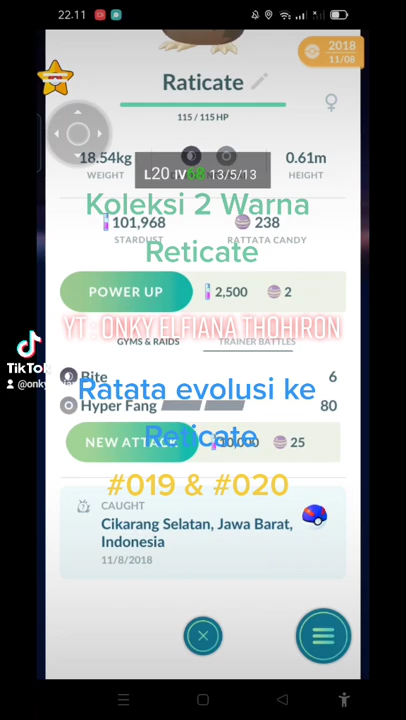 22.11
2018
11/08
Raticate
115 / 115 HP
18.54kg
0.61m
WEIGHT
HEIGHT
L20 IV 13/5/13
Koleksi 2 Warna
Reticate
101,968
238
STARDUST
RATTATA CANDY
POWER UP
2,500
2
YT : ONKY ELFIANA THOHIRON
GYMS & RAIDS
TRAINER BATTLES
TikTok
Bite
6
Ratata evolusi ke
Reticate
Hyper Fang
80
NEW ATTACK
10,000
25
#019 & #020
CAUGHT
Cikarang Selatan, Jawa Barat,
Indonesia
11/8/2018